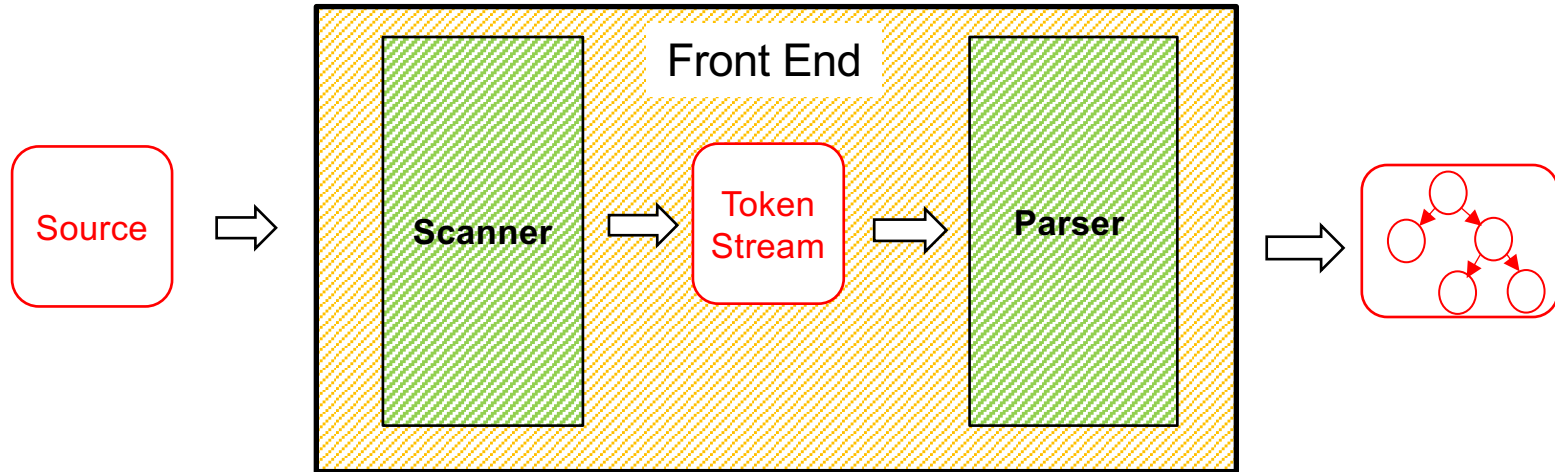 Front End
Source
Scanner
Token
Stream
Parser